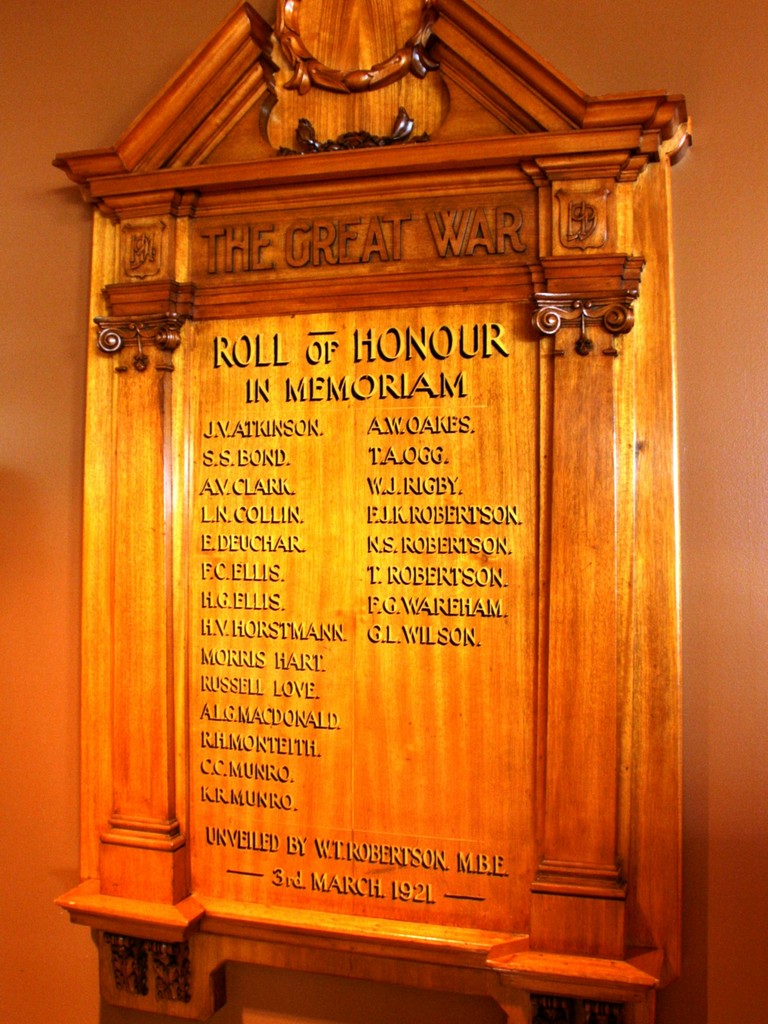 THE GREAT WAR
ROLL OF HONOUR
IN MEMORIAM
J.V. ATKINSON.
S.S. BOND.
A.V. CLARK.
L.N. COLLIN.
E. DEUCHAR.
F.C. ELLIS.
H.G. ELLIS.
H.V. HORSTMANN.
MORRIS HART.
RUSSELL LOVE.
A.L.G. MACDONALD.
R.H. MONTEITH.
C.C. MUNRO.
K.R. MUNRO.
A.W. OAKES.
T.A. OGG.
W.J. RIGBY.
F.J.K. ROBERTSON.
N.S. ROBERTSON.
T. ROBERTSON.
F.G. WAREHAM.
G.L. WILSON.
UNVEILED BY W.T. ROBERTSON. M.B.E.
— 3rd. MARCH. 1921 —